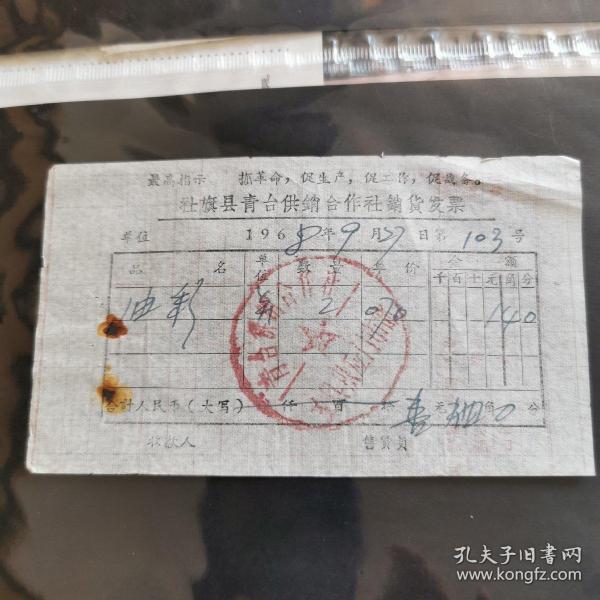 最高指示 抓革命，促生产，促工作，促战备。
社旗县青台供销合作社销货发票
单位 1968年9月27日第103号
品名 单位 数量 单价 金额
千百十元角分
油彩 2 0.70 140
合计人民币（大写） 仟 百 拾 壹元肆角0分
收款人 售货员
孔夫子旧书网
www.kongfz.com